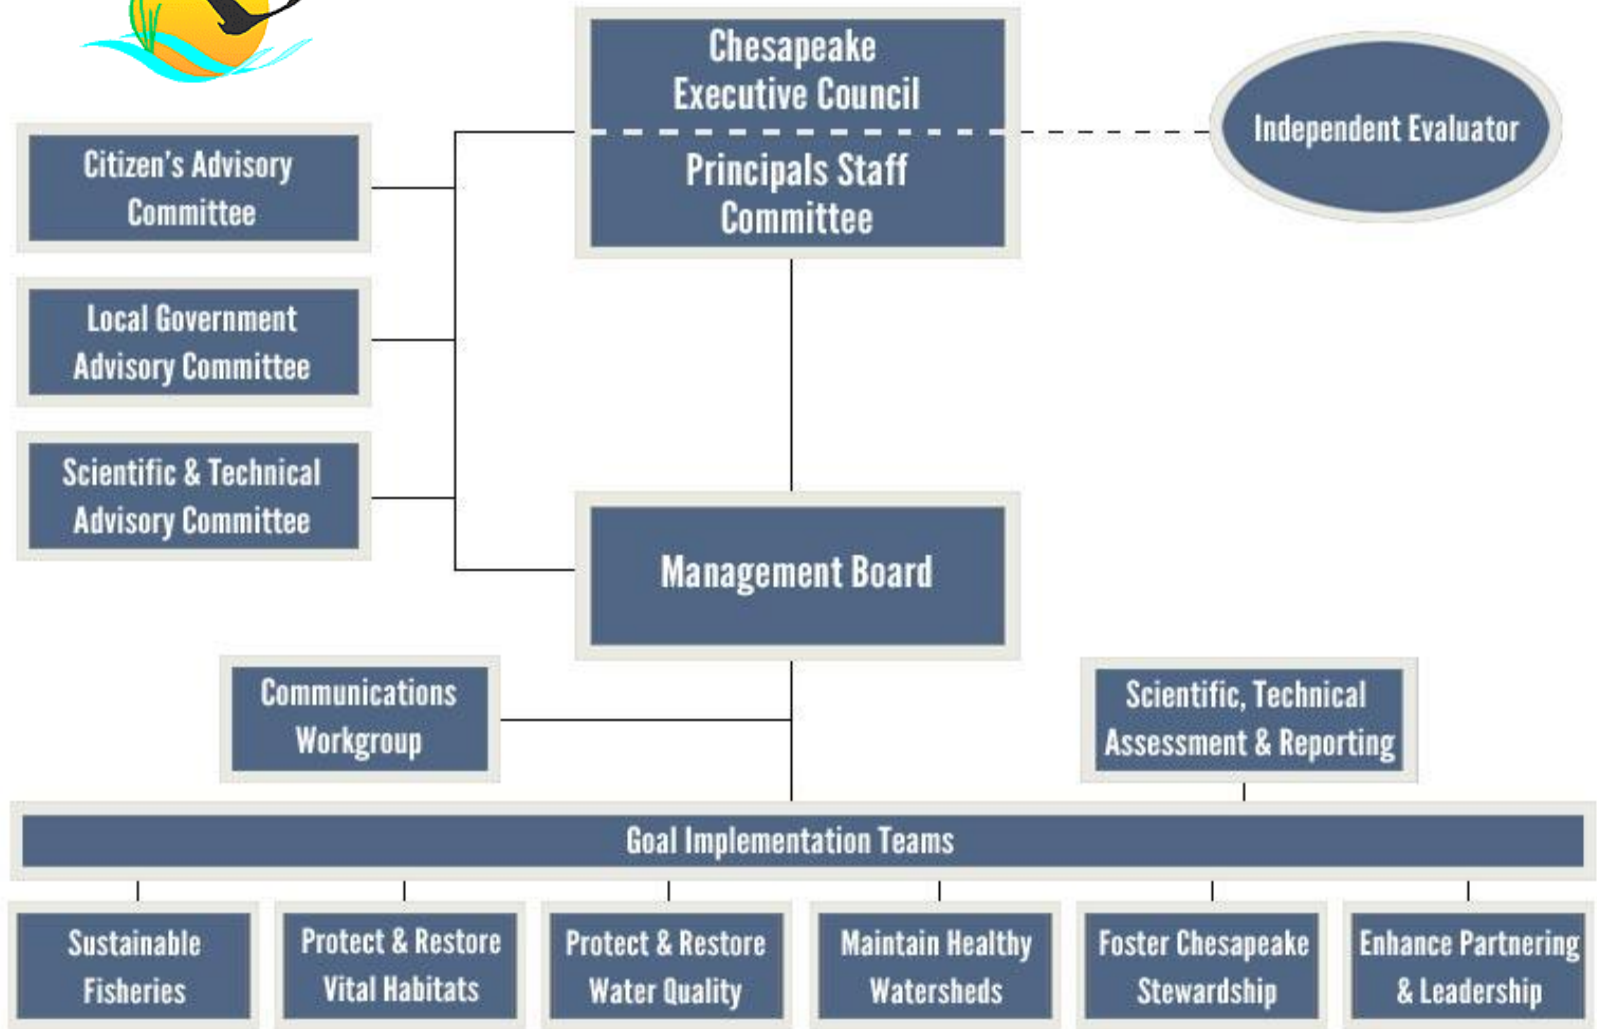 Chesapeake
Executive Council
Principals Staff
Committee
Independent Evaluator
Citizen's Advisory
Committee
Local Government
Advisory Committee
Scientific & Technical
Advisory Committee
Management Board
Communications
Workgroup
Scientific, Technical
Assessment & Reporting
Goal Implementation Teams
Sustainable
Fisheries
Protect & Restore
Vital Habitats
Protect & Restore
Water Quality
Maintain Healthy
Watersheds
Foster Chesapeake
Stewardship
Enhance Partnering
& Leadership